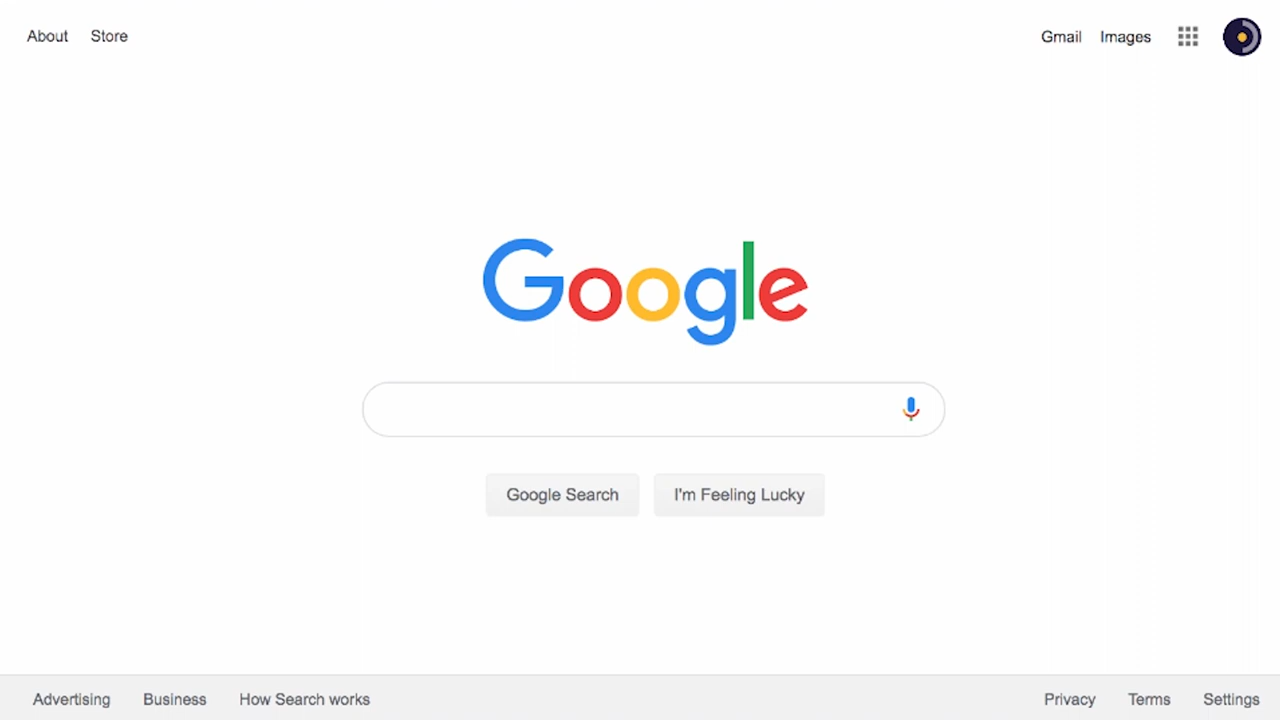 About Store Gmail Images
Google
Google Search I'm Feeling Lucky
Advertising Business How Search works Privacy Terms Settings